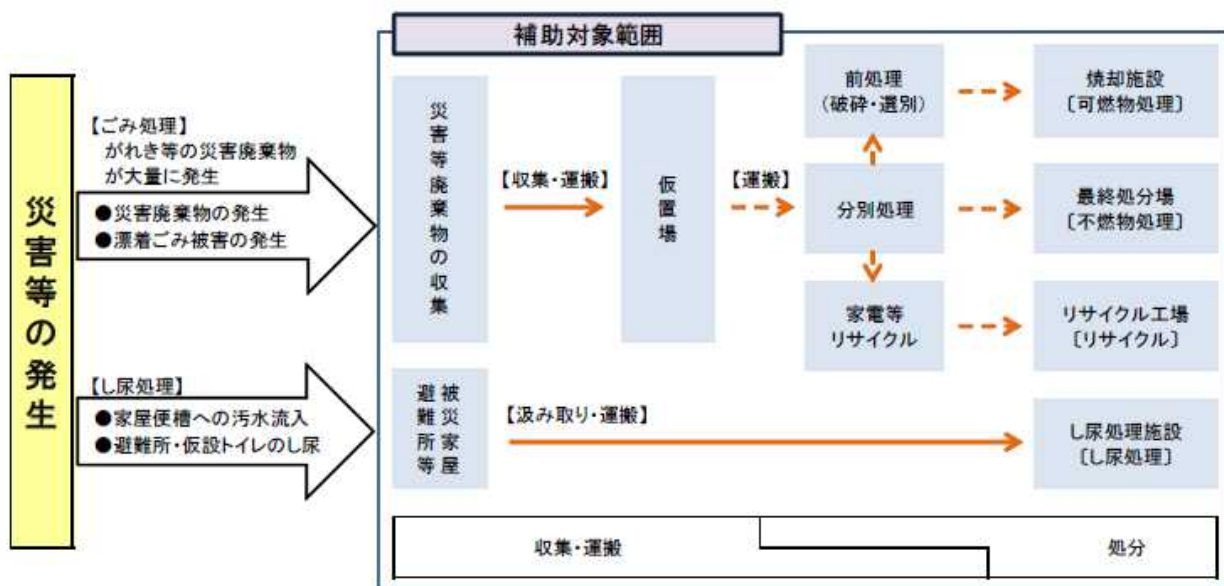 補助対象範囲
災害等の発生
【ごみ処理】
がれき等の災害廃棄物
が大量に発生
●災害廃棄物の発生
●漂着ごみ被害の発生
【し尿処理】
●家屋便槽への汚水流入
●避難所・仮設トイレのし尿
災害等廃棄物の収集
【収集・運搬】
仮置場
【運搬】
前処理
(破砕・選別)
分別処理
家電等
リサイクル
焼却施設
〔可燃物処理〕
最終処分場
〔不燃物処理〕
リサイクル工場
〔リサイクル〕
被災家屋
避難所等
【汲み取り・運搬】
し尿処理施設
〔し尿処理〕
収集・運搬
処分